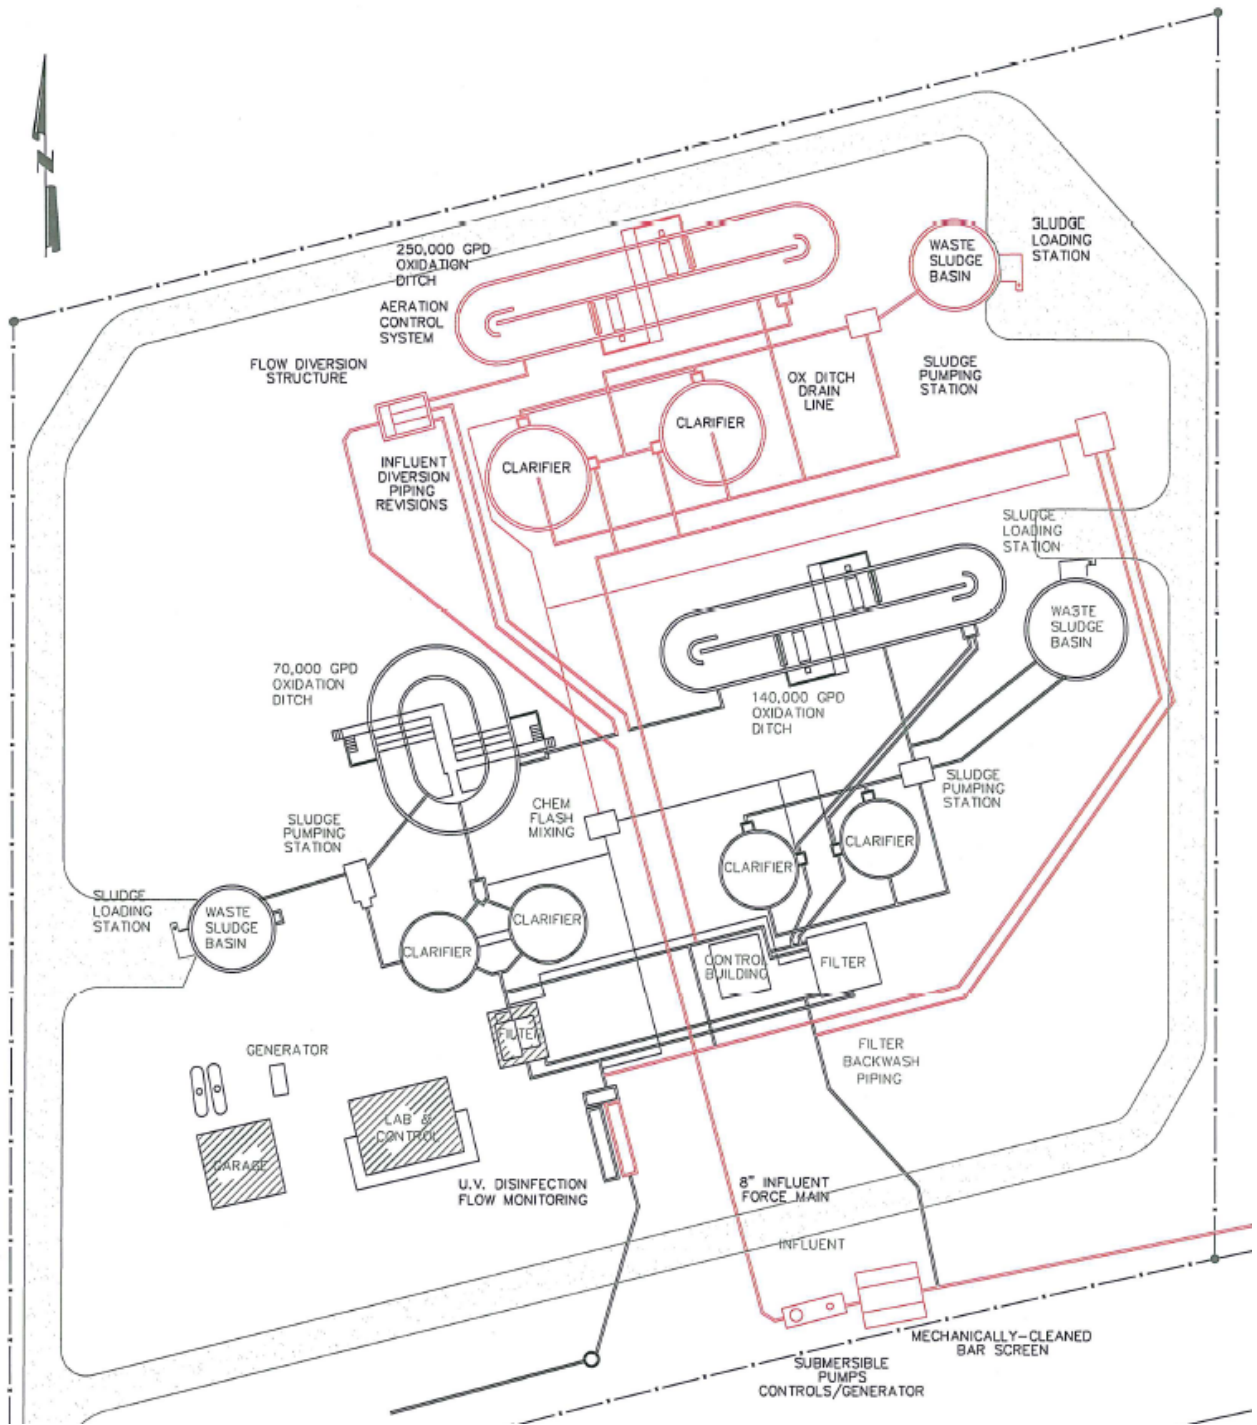 N
250,000 GPD
OXIDATION
DITCH
AERATION
CONTROL
SYSTEM
WASTE
SLUDGE
BASIN
SLUDGE
LOADING
STATION
FLOW DIVERSION
STRUCTURE
OX DITCH
DRAIN
LINE
SLUDGE
PUMPING
STATION
CLARIFIER
CLARIFIER
INFLUENT
DIVERSION
PIPING
REVISIONS
SLUDGE
LOADING
STATION
WASTE
SLUDGE
BASIN
70,000 GPD
OXIDATION
DITCH
140,000 GPD
OXIDATION
DITCH
SLUDGE
PUMPING
STATION
CHEM
FLASH
MIXING
SLUDGE
PUMPING
STATION
CLARIFIER
CLARIFIER
SLUDGE
LOADING
STATION
WASTE
SLUDGE
BASIN
CLARIFIER
CLARIFIER
CONTROL
BUILDING
FILTER
FILTER
GENERATOR
FILTER
BACKWASH
PIPING
LAB &
CONTROL
GARAGE
U.V. DISINFECTION
FLOW MONITORING
8" INFLUENT
FORCE MAIN
INFLUENT
MECHANICALLY-CLEANED
BAR SCREEN
SUBMERSIBLE
PUMPS
CONTROLS/GENERATOR